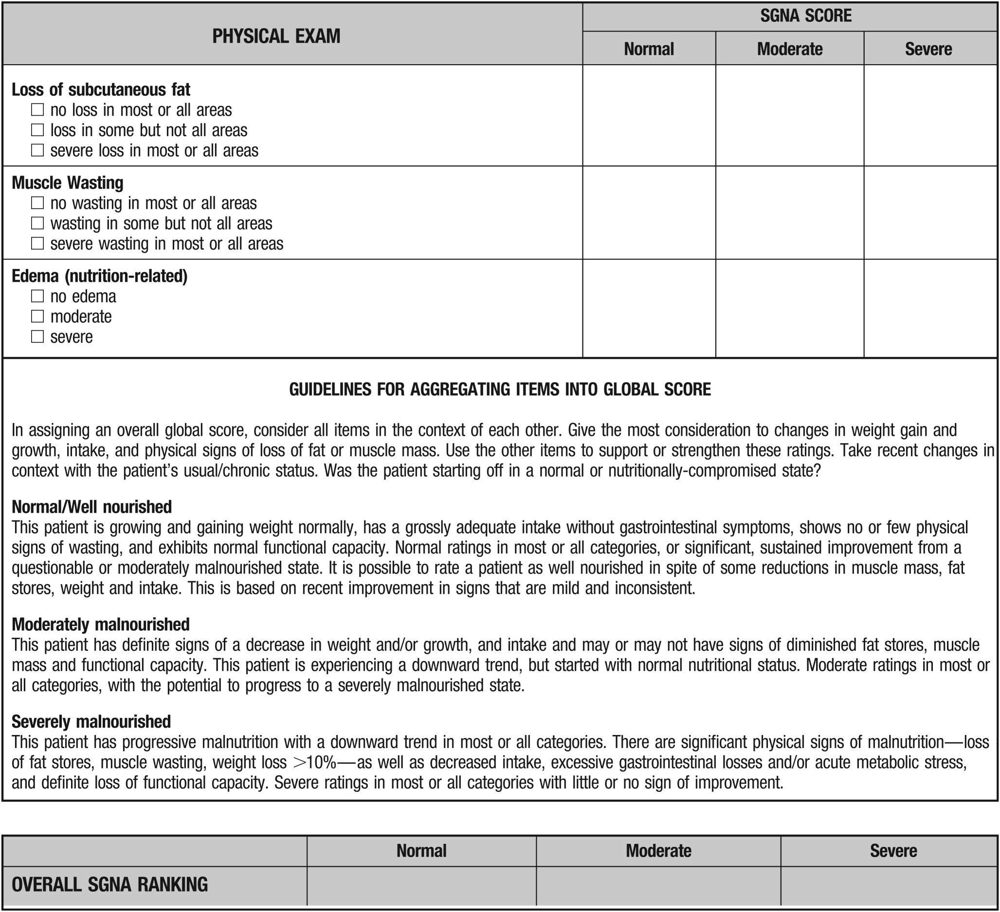 PHYSICAL EXAM
SGNA SCORE
Normal
Moderate
Severe
Loss of subcutaneous fat
☐ no loss in most or all areas
☐ loss in some but not all areas
☐ severe loss in most or all areas
Muscle Wasting
☐ no wasting in most or all areas
☐ wasting in some but not all areas
☐ severe wasting in most or all areas
Edema (nutrition-related)
☐ no edema
☐ moderate
☐ severe
GUIDELINES FOR AGGREGATING ITEMS INTO GLOBAL SCORE
In assigning an overall global score, consider all items in the context of each other. Give the most consideration to changes in weight gain and
growth, intake, and physical signs of loss of fat or muscle mass. Use the other items to support or strengthen these ratings. Take recent changes in
context with the patient’s usual/chronic status. Was the patient starting off in a normal or nutritionally-compromised state?
Normal/Well nourished
This patient is growing and gaining weight normally, has a grossly adequate intake without gastrointestinal symptoms, shows no or few physical
signs of wasting, and exhibits normal functional capacity. Normal ratings in most or all categories, or significant, sustained improvement from a
questionable or moderately malnourished state. It is possible to rate a patient as well nourished in spite of some reductions in muscle mass, fat
stores, weight and intake. This is based on recent improvement in signs that are mild and inconsistent.
Moderately malnourished
This patient has definite signs of a decrease in weight and/or growth, and intake and may or may not have signs of diminished fat stores, muscle
mass and functional capacity. This patient is experiencing a downward trend, but started with normal nutritional status. Moderate ratings in most or
all categories, with the potential to progress to a severely malnourished state.
Severely malnourished
This patient has progressive malnutrition with a downward trend in most or all categories. There are significant physical signs of malnutrition—loss
of fat stores, muscle wasting, weight loss >10%—as well as decreased intake, excessive gastrointestinal losses and/or acute metabolic stress,
and definite loss of functional capacity. Severe ratings in most or all categories with little or no sign of improvement.
Normal
Moderate
Severe
OVERALL SGNA RANKING